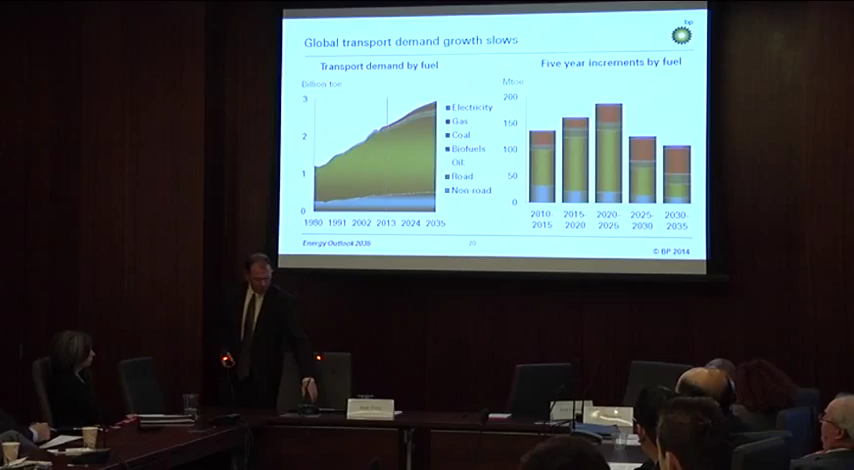 bp
Global transport demand growth slows
Transport demand by fuel
Billion toe
3
2
1
0
1980 1991 2002 2013 2024 2035
Electricity
Gas
Coal
Biofuels
Oil:
Road
Non-road
Five year increments by fuel
Mtoe
200
150
100
50
0
2010-2015
2015-2020
2020-2025
2025-2030
2030-2035
Energy Outlook 2035
20
© BP 2014